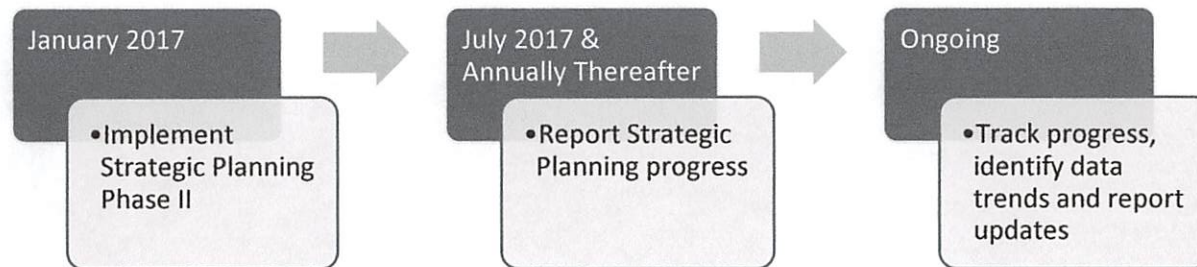 January 2017
•Implement
Strategic Planning
Phase II
July 2017 &
Annually Thereafter
•Report Strategic
Planning progress
Ongoing
•Track progress,
identify data
trends and report
updates